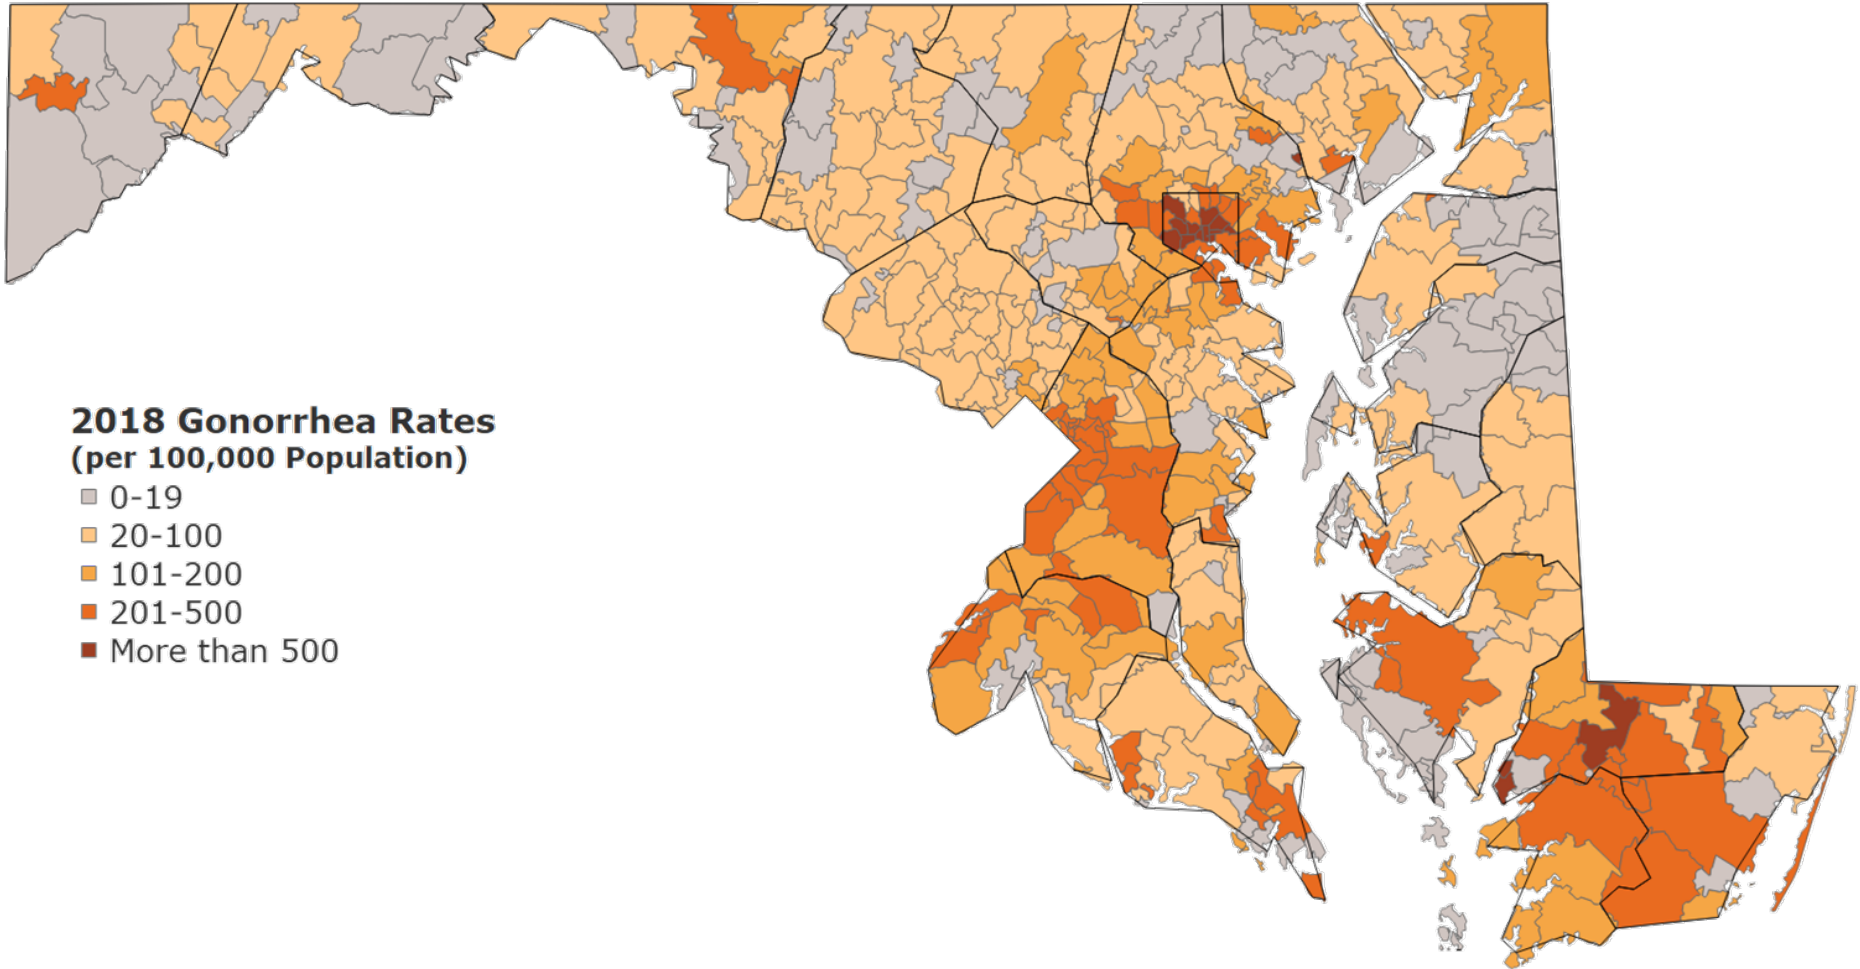 2018 Gonorrhea Rates
(per 100,000 Population)
0-19
20-100
101-200
201-500
More than 500